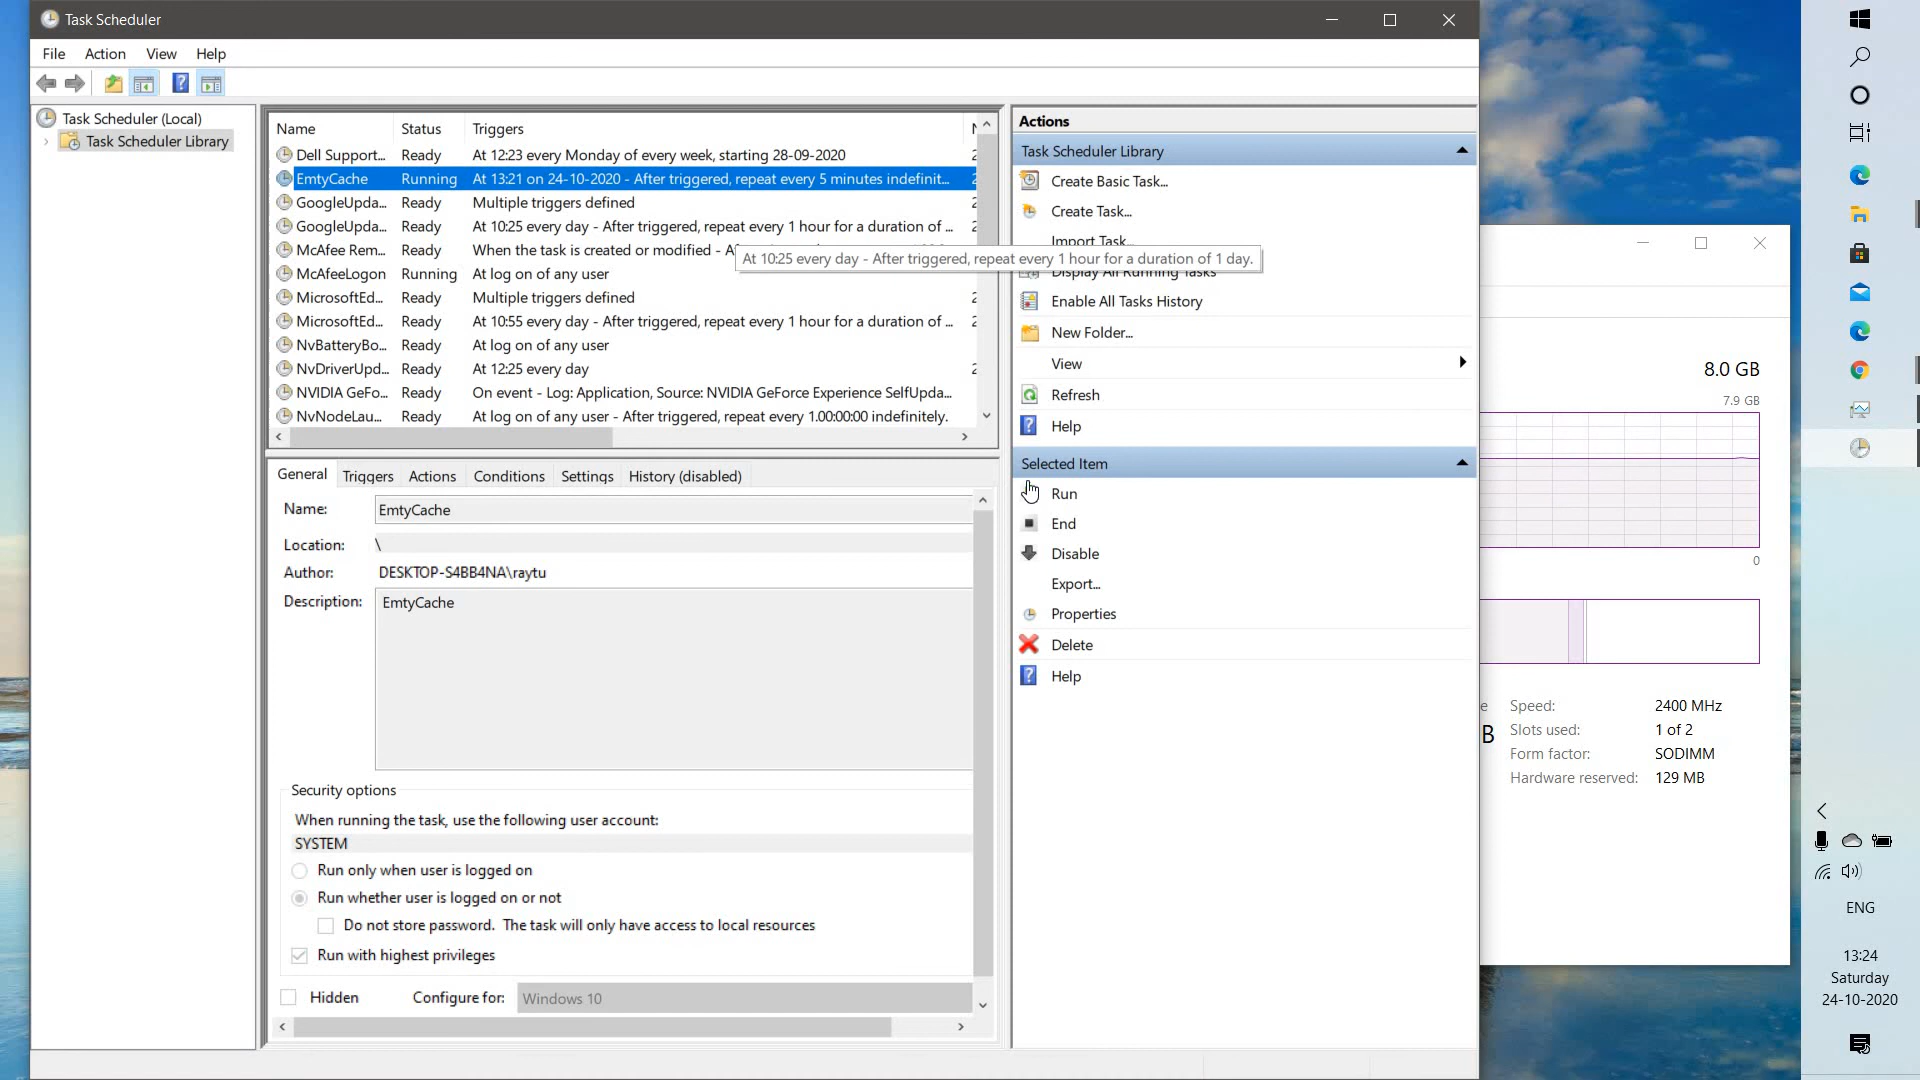 Task Scheduler
File Action View Help
Task Scheduler (Local)
Task Scheduler Library
Name Status Triggers
Dell Support... Ready At 12:23 every Monday of every week, starting 28-09-2020
EmtyCache Running At 13:21 on 24-10-2020 - After triggered, repeat every 5 minutes indefinit...
GoogleUpda... Ready Multiple triggers defined
GoogleUpda... Ready At 10:25 every day - After triggered, repeat every 1 hour for a duration of ...
McAfee Rem... Ready When the task is created or modified -
At 10:25 every day - After triggered, repeat every 1 hour for a duration of 1 day.
McAfeeLogon Running At log on of any user
MicrosoftEd... Ready Multiple triggers defined
MicrosoftEd... Ready At 10:55 every day - After triggered, repeat every 1 hour for a duration of ...
NvBatteryBo... Ready At log on of any user
NvDriverUpd... Ready At 12:25 every day
NVIDIA GeFo... Ready On event - Log: Application, Source: NVIDIA GeForce Experience SelfUpda...
NvNodeLau... Ready At log on of any user - After triggered, repeat every 1.00:00:00 indefinitely.
General Triggers Actions Conditions Settings History (disabled)
Name: EmtyCache
Location: \
Author: DESKTOP-S4BB4NA\raytu
Description: EmtyCache
Security options
When running the task, use the following user account:
SYSTEM
Run only when user is logged on
Run whether user is logged on or not
Do not store password. The task will only have access to local resources
Run with highest privileges
Hidden Configure for: Windows 10
Actions
Task Scheduler Library
Create Basic Task...
Create Task...
Import Task...
Display All Running Tasks
Enable All Tasks History
New Folder...
View
Refresh
Help
Selected Item
Run
End
Disable
Export...
Properties
Delete
Help
8.0 GB
7.9 GB
0
e Speed: 2400 MHz
B Slots used: 1 of 2
Form factor: SODIMM
Hardware reserved: 129 MB
ENG
13:24
Saturday
24-10-2020